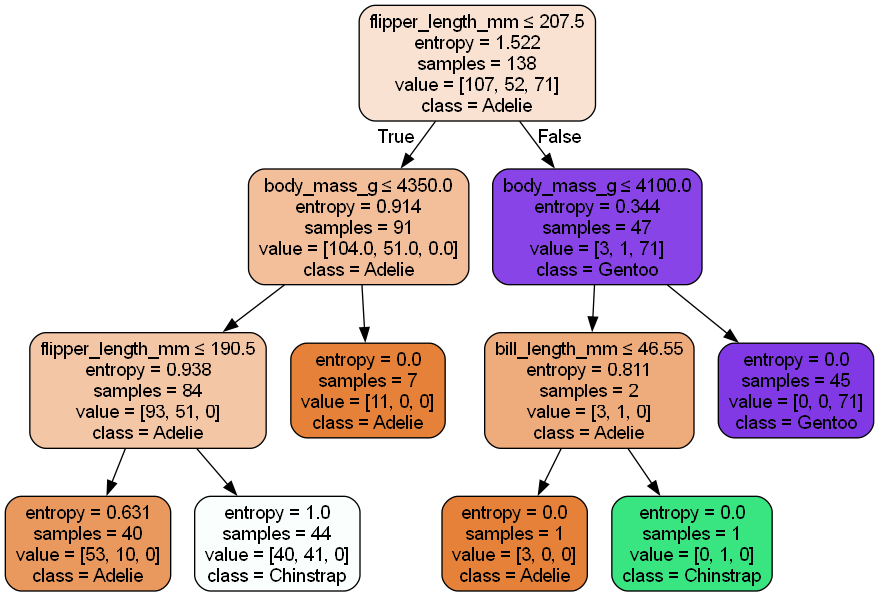 flipper_length_mm ≤ 207.5
entropy = 1.522
samples = 138
value = [107, 52, 71]
class = Adelie
True
False
body_mass_g ≤ 4350.0
entropy = 0.914
samples = 91
value = [104.0, 51.0, 0.0]
class = Adelie
body_mass_g ≤ 4100.0
entropy = 0.344
samples = 47
value = [3, 1, 71]
class = Gentoo
flipper_length_mm ≤ 190.5
entropy = 0.938
samples = 84
value = [93, 51, 0]
class = Adelie
entropy = 0.0
samples = 7
value = [11, 0, 0]
class = Adelie
bill_length_mm ≤ 46.55
entropy = 0.811
samples = 2
value = [3, 1, 0]
class = Adelie
entropy = 0.0
samples = 45
value = [0, 0, 71]
class = Gentoo
entropy = 0.631
samples = 40
value = [53, 10, 0]
class = Adelie
entropy = 1.0
samples = 44
value = [40, 41, 0]
class = Chinstrap
entropy = 0.0
samples = 1
value = [3, 0, 0]
class = Adelie
entropy = 0.0
samples = 1
value = [0, 1, 0]
class = Chinstrap